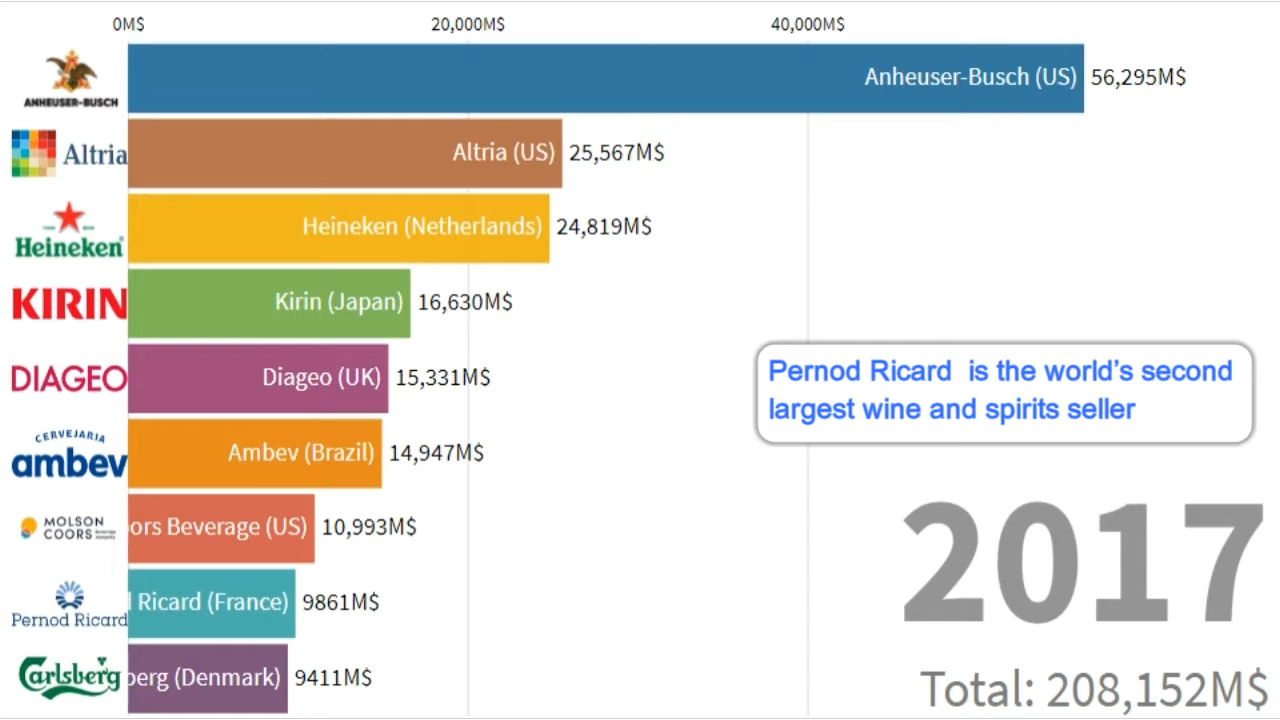 0M$ 20,000M$ 40,000M$
ANHEUSER-BUSCH Anheuser-Busch (US) 56,295M$
Altria Altria (US) 25,567M$
Heineken Heineken (Netherlands) 24,819M$
KIRIN Kirin (Japan) 16,630M$
DIAGEO Diageo (UK) 15,331M$
Pernod Ricard is the world's second
largest wine and spirits seller
CERVEJARIA
ambev Ambev (Brazil) 14,947M$
MOLSON
COORS beverage company ors Beverage (US) 10,993M$
2017
Pernod Ricard Ricard (France) 9861M$
Carlsberg berg (Denmark) 9411M$
Total: 208,152M$